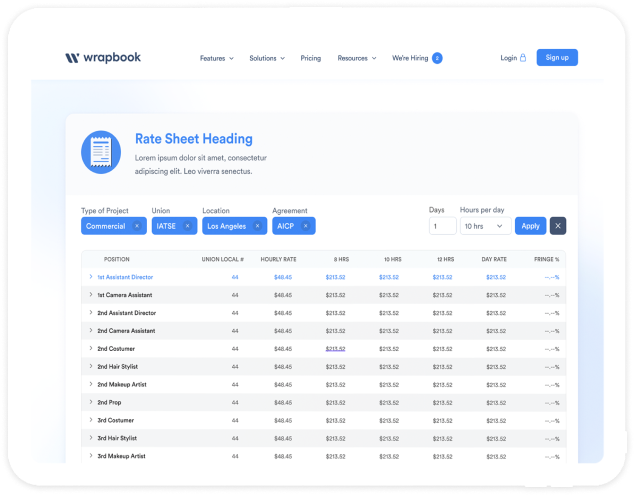 wrapbook Features Solutions Pricing Resources We're Hiring 2 Login Sign up
Rate Sheet Heading
Lorem ipsum dolor sit amet, consectetur
adipiscing elit. Leo viverra senectus.
Type of Project Union Location Agreement Days Hours per day
Commercial × IATSE × Los Angeles × AICP × 1 10 hrs Apply X
POSITION UNION LOCAL # HOURLY RATE 8 HRS 10 HRS 12 HRS DAY RATE FRINGE %
1st Assistant Director 44 $48.45 $213.52 $213.52 $213.52 $213.52 --.--%
1st Camera Assistant 44 $48.45 $213.52 $213.52 $213.52 $213.52 --.--%
2nd Assistant Director 44 $48.45 $213.52 $213.52 $213.52 $213.52 --.--%
2nd Camera Assistant 44 $48.45 $213.52 $213.52 $213.52 $213.52 --.--%
2nd Costumer 44 $48.45 $213.52 $213.52 $213.52 $213.52 --.--%
2nd Hair Stylist 44 $48.45 $213.52 $213.52 $213.52 $213.52 --.--%
2nd Makeup Artist 44 $48.45 $213.52 $213.52 $213.52 $213.52 --.--%
2nd Prop 44 $48.45 $213.52 $213.52 $213.52 $213.52 --.--%
3rd Costumer 44 $48.45 $213.52 $213.52 $213.52 $213.52 --.--%
3rd Hair Stylist 44 $48.45 $213.52 $213.52 $213.52 $213.52 --.--%
3rd Makeup Artist 44 $48.45 $213.52 $213.52 $213.52 $213.52 --.--%